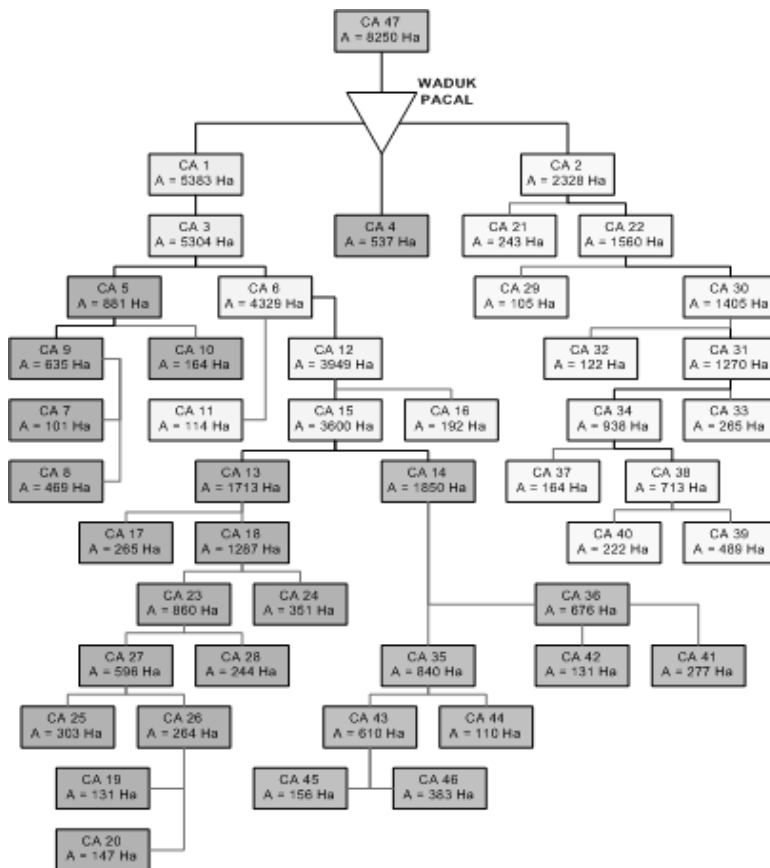 CA 47
A = 8250 Ha
WADUK
PACAL
CA 1
A = 5383 Ha
CA 2
A = 2328 Ha
CA 3
A = 5304 Ha
CA 4
A = 537 Ha
CA 21
A = 243 Ha
CA 22
A = 1560 Ha
CA 5
A = 881 Ha
CA 6
A = 4329 Ha
CA 29
A = 105 Ha
CA 30
A = 1405 Ha
CA 9
A = 635 Ha
CA 10
A = 164 Ha
CA 12
A = 3949 Ha
CA 32
A = 122 Ha
CA 31
A = 1270 Ha
CA 7
A = 101 Ha
CA 11
A = 114 Ha
CA 15
A = 3600 Ha
CA 16
A = 192 Ha
CA 34
A = 938 Ha
CA 33
A = 265 Ha
CA 8
A = 469 Ha
CA 13
A = 1713 Ha
CA 14
A = 1850 Ha
CA 37
A = 164 Ha
CA 38
A = 713 Ha
CA 17
A = 265 Ha
CA 18
A = 1287 Ha
CA 40
A = 222 Ha
CA 39
A = 489 Ha
CA 23
A = 860 Ha
CA 24
A = 351 Ha
CA 36
A = 676 Ha
CA 27
A = 596 Ha
CA 28
A = 244 Ha
CA 35
A = 840 Ha
CA 42
A = 131 Ha
CA 41
A = 277 Ha
CA 25
A = 303 Ha
CA 26
A = 264 Ha
CA 43
A = 610 Ha
CA 44
A = 110 Ha
CA 19
A = 131 Ha
CA 45
A = 156 Ha
CA 46
A = 383 Ha
CA 20
A = 147 Ha